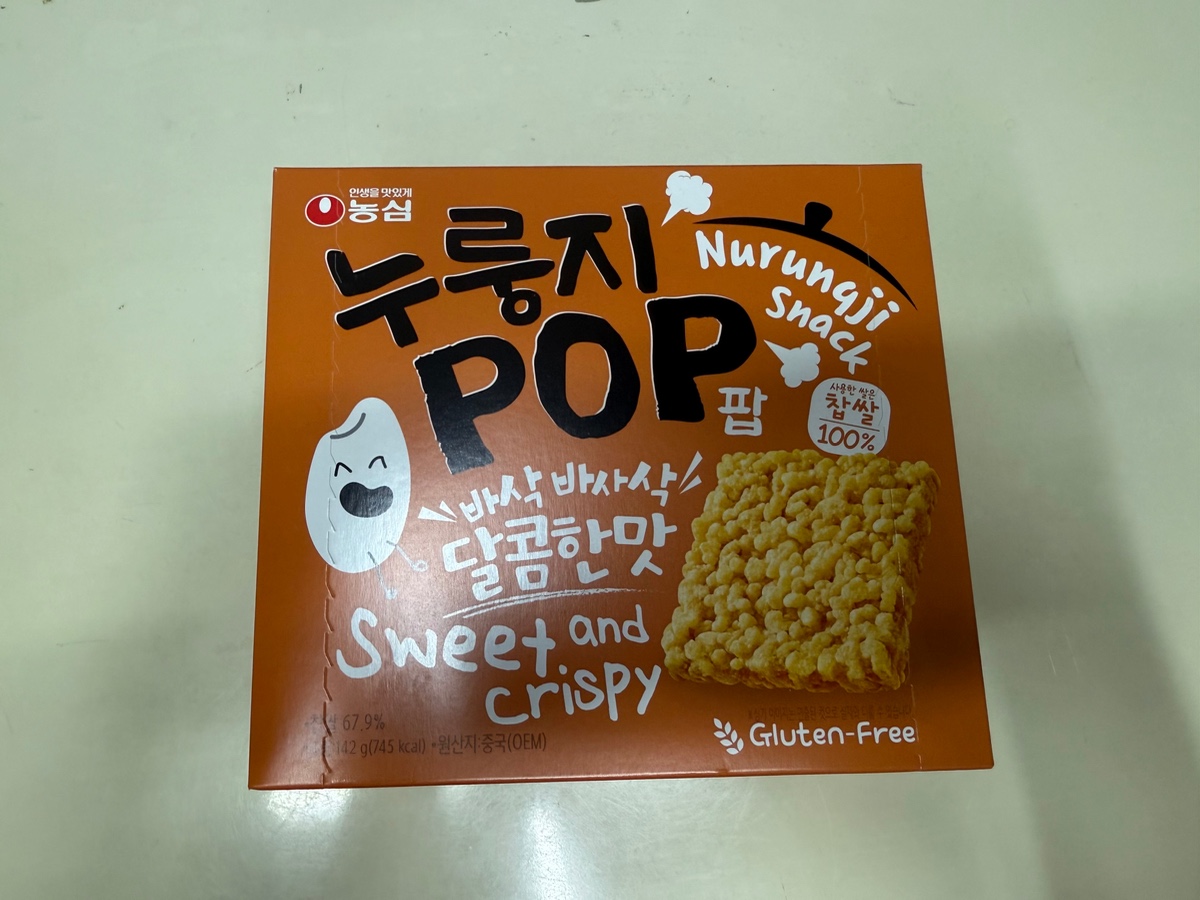 인생을 맛있게
농심
누룽지
POP
팝
Nurungji
Snack
사용한 쌀은
찹쌀
100%
바삭 바사삭
달콤한맛
Sweet and
crispy
67.9%
142 g(745 kcal) •원산지:중국(OEM)
Gluten-Free